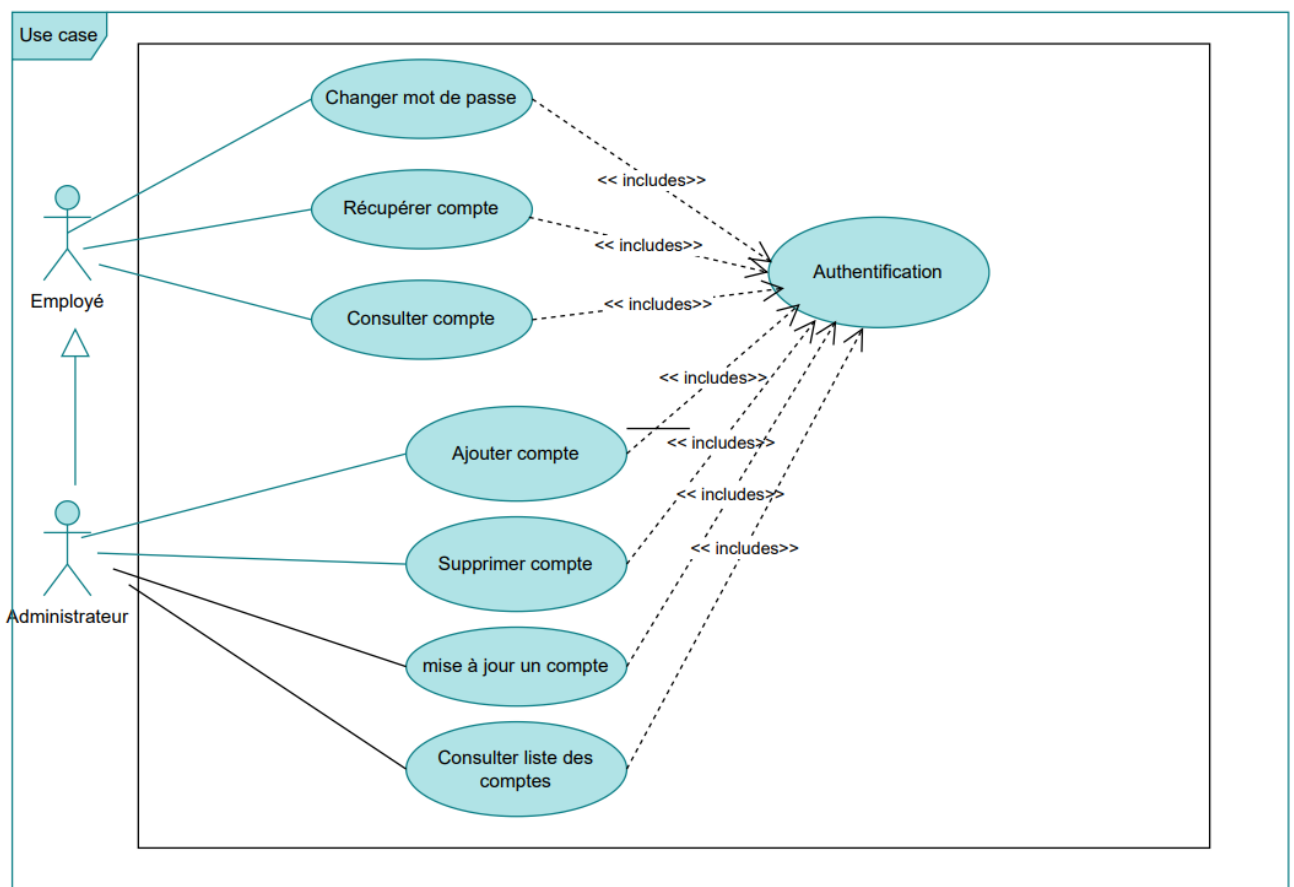 Use case
Changer mot de passe
<< includes>>
Récupérer compte
<< includes>>
Authentification
Employé
Consulter compte
<< includes>>
<< includes>>
Ajouter compte
<< includes>>
<< includes>>
Supprimer compte
<< includes>>
Administrateur
mise à jour un compte
Consulter liste des
comptes